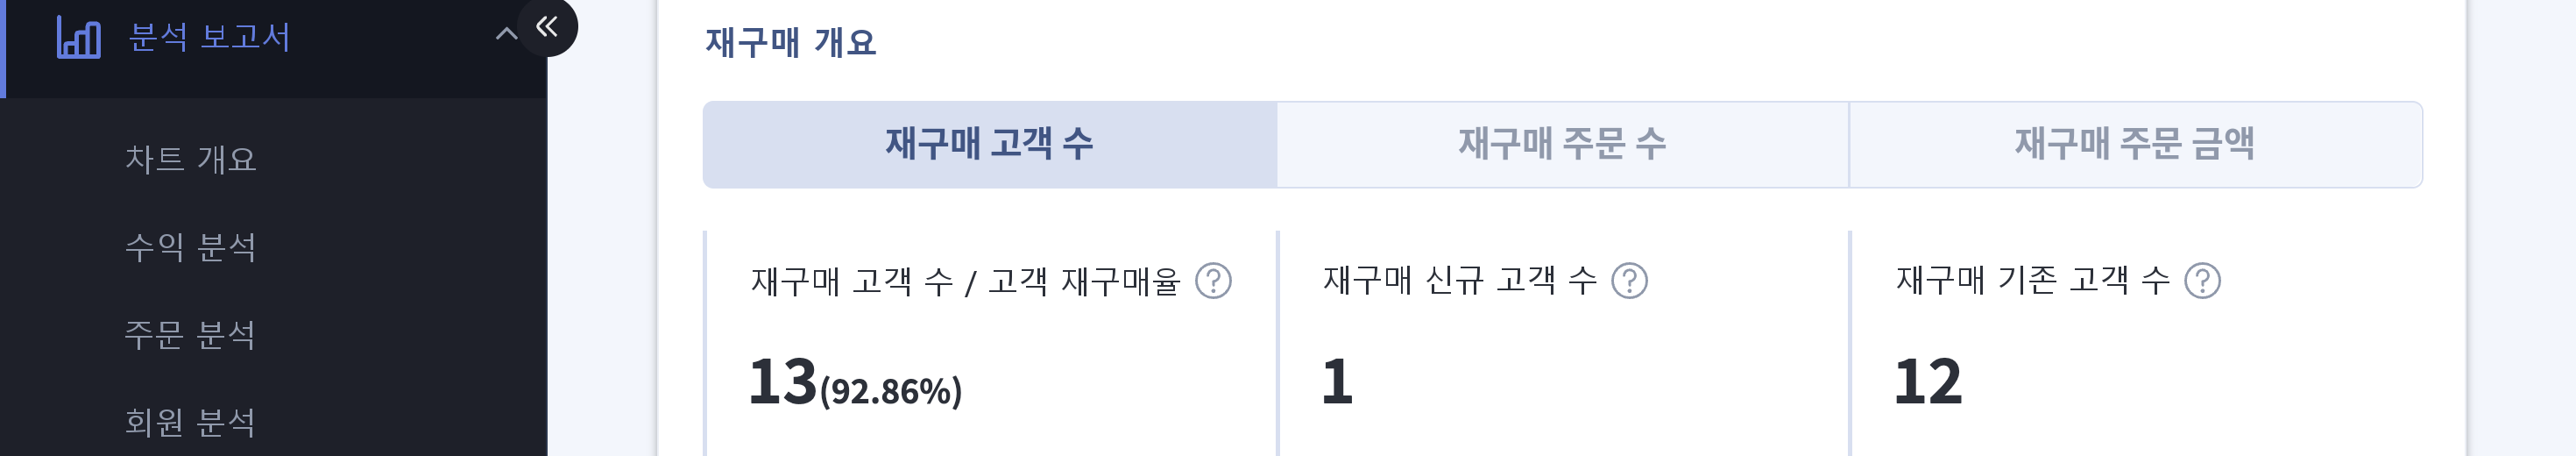 분석 보고서
차트 개요
수익 분석
주문 분석
회원 분석
재구매 개요
재구매 고객 수
재구매 주문 수
재구매 주문 금액
재구매 고객 수 / 고객 재구매율 ?
13(92.86%)
재구매 신규 고객 수 ?
1
재구매 기존 고객 수 ?
12